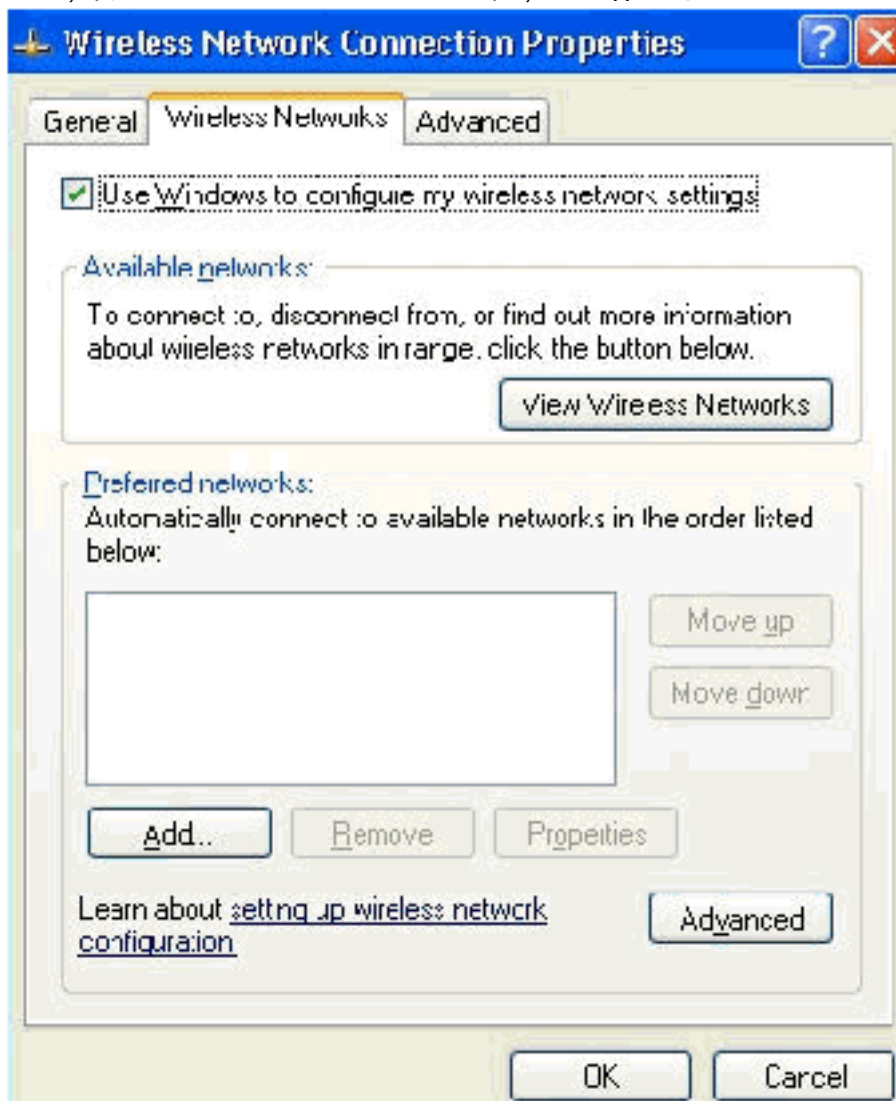 Wireless Network Connection Properties
General Wireless Networks Advanced
Use Windows to configure my wireless network settings
Available networks:
To connect to, disconnect from, or find out more information
about wireless networks in range, click the button below.
View Wireless Networks
Preferred networks:
Automatically connect to available networks in the order listed
below:
Move up
Move down
Add... Remove Properties
Learn about setting up wireless network
configuration.
Advanced
OK Cancel